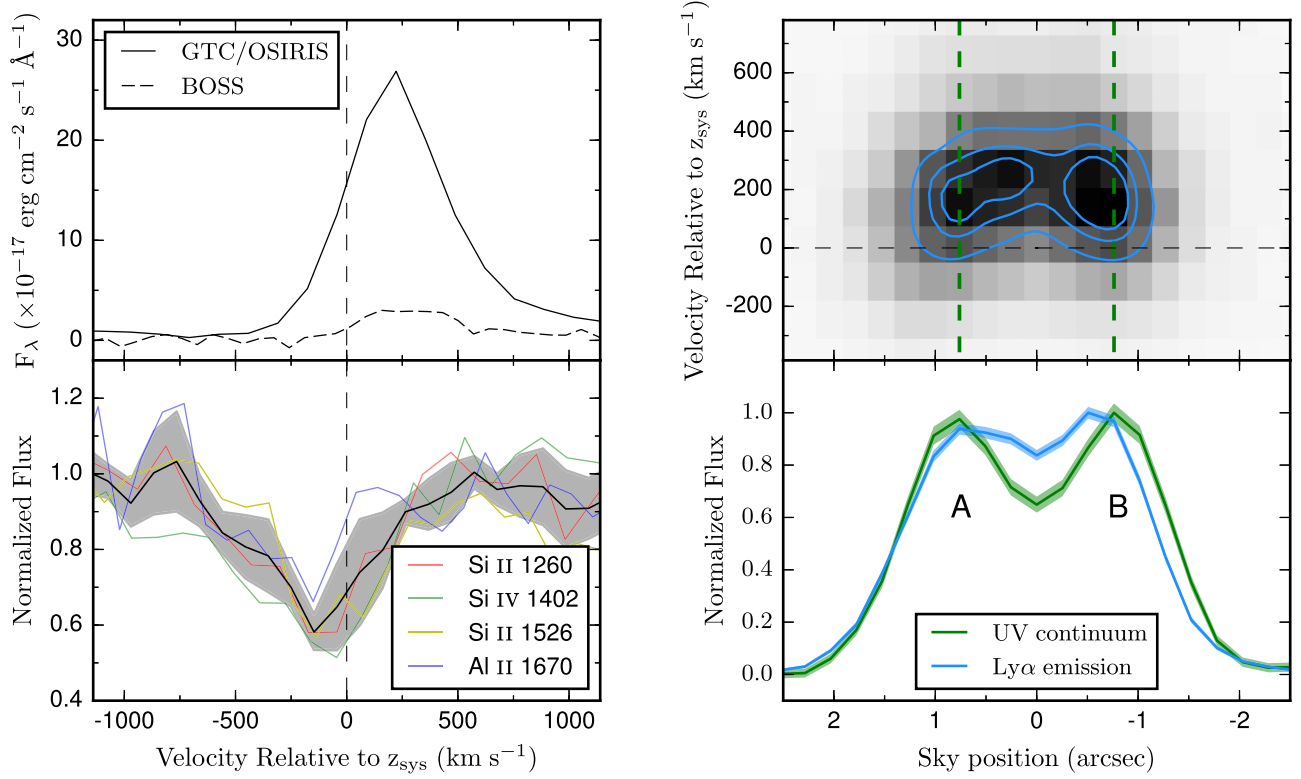 F_λ (×10^−17 erg cm^−2 s^−1 Å^−1)
30
20
10
0
GTC/OSIRIS
BOSS
Normalized Flux
1.2
1.0
0.8
0.6
0.4
Si II 1260
Si IV 1402
Si II 1526
Al II 1670
-1000 -500 0 500 1000
Velocity Relative to z_sys (km s^−1)
Velocity Relative to z_sys (km s^−1)
600
400
200
0
-200
Normalized Flux
1.0
0.8
0.6
0.4
0.2
0.0
A B
UV continuum
Lyα emission
2 1 0 -1 -2
Sky position (arcsec)